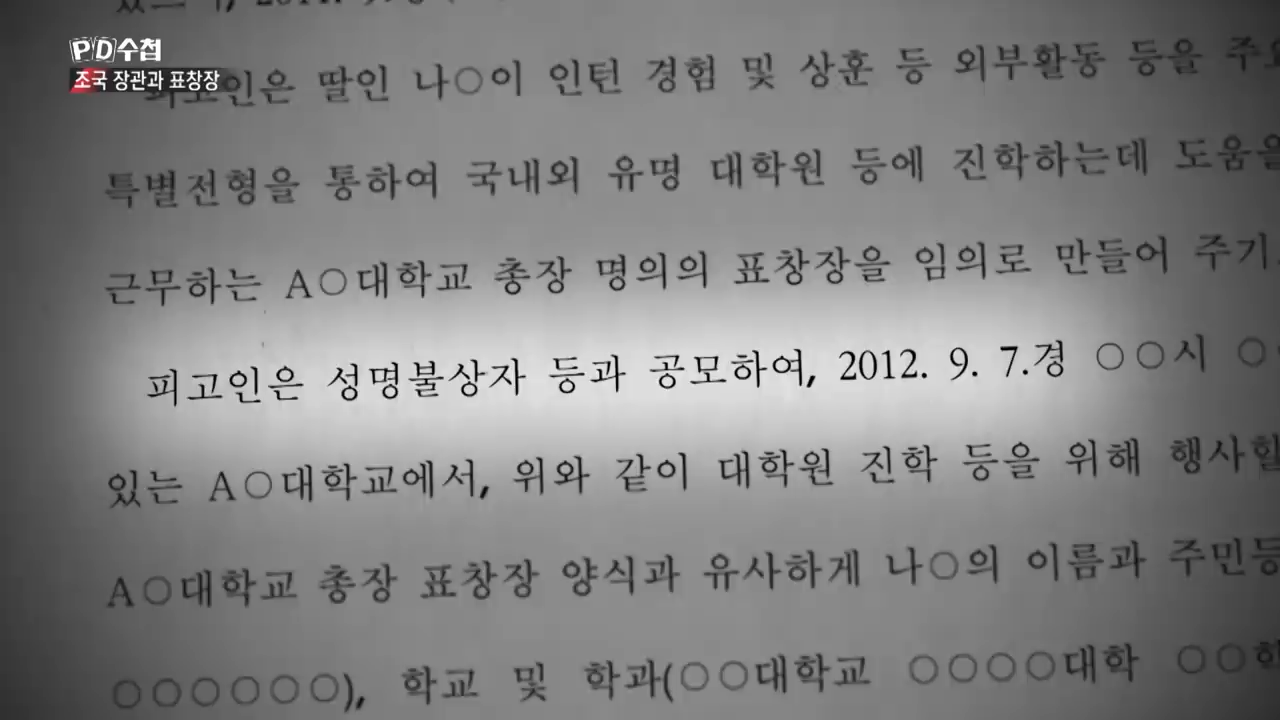 PD수첩
조국 장관과 표창장
피고인은 딸인 나○이 인턴 경험 및 상훈 등 외부활동 등을 주요
특별전형을 통하여 국내외 유명 대학원 등에 진학하는데 도움을
근무하는 A○대학교 총장 명의의 표창장을 임의로 만들어 주기
피고인은 성명불상자 등과 공모하여, 2012. 9. 7.경 ○○시 ○
있는 A○대학교에서, 위와 같이 대학원 진학 등을 위해 행사할
A○대학교 총장 표창장 양식과 유사하게 나○의 이름과 주민등
○○○○○○), 학교 및 학과(○○대학교 ○○○○대학 ○○학